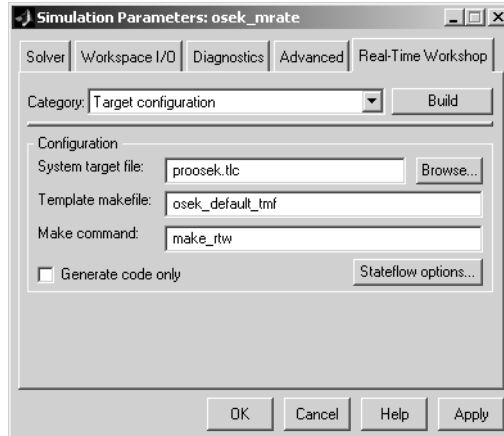 Simulation Parameters: osek_mrate
Solver Workspace I/O Diagnostics Advanced Real-Time Workshop
Category: Target configuration Build
Configuration
System target file: proosek.tlc Browse...
Template makefile: osek_default_tmf
Make command: make_rtw
Generate code only Stateflow options...
OK Cancel Help Apply